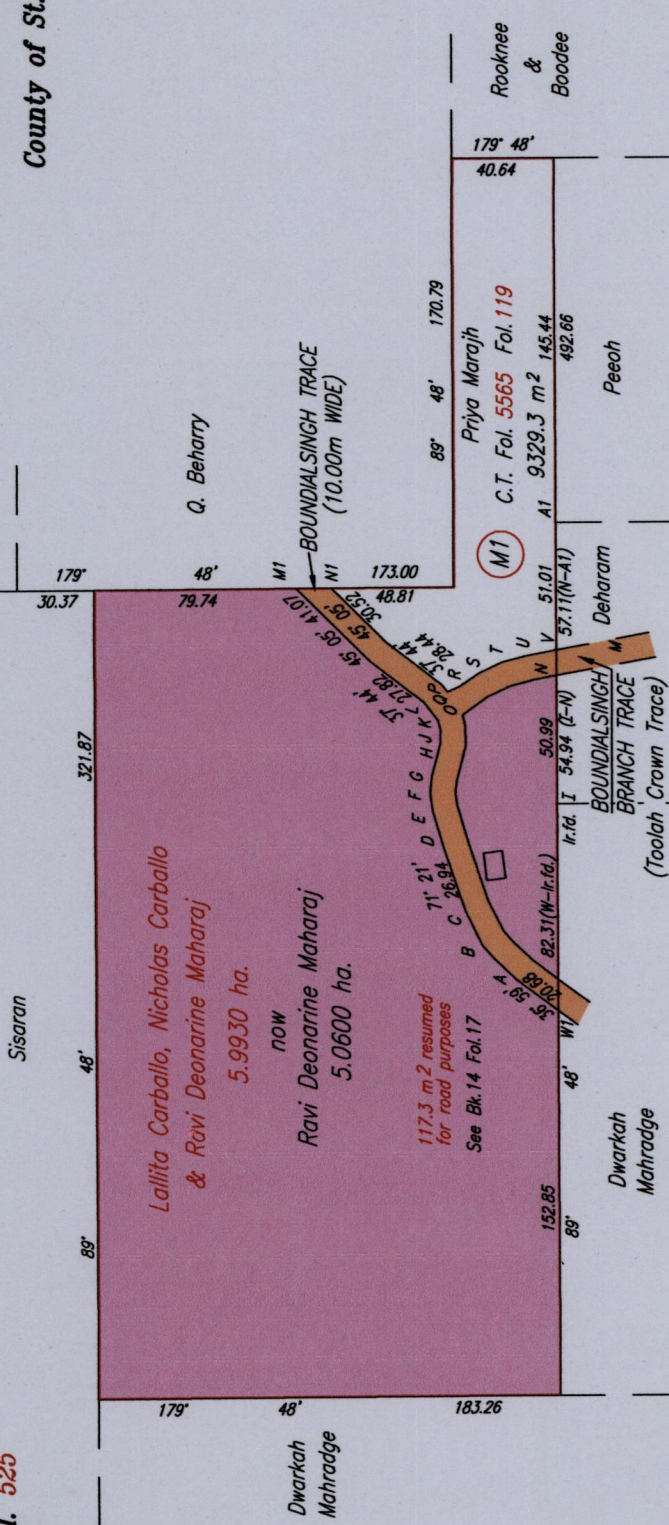 County of St.
525
Sisaran
89° 48' 321.87
30.37 179°
79.74 48'
M1
N1
173.00
48.81
Q. Beharry
BOUNDIALSINGH TRACE
(10.00m WIDE)
89° 48' 170.79
179° 48'
40.64
Rooknee
&
Boodee
Priya Marajh
C.T. Fol. 5565 Fol. 119
M1
9329.3 m2
A1
145.44
492.66
Peeoh
51.01
57.11(N-A1)
Deharam
Lallita Carballo, Nicholas Carballo
& Ravi Deonarine Maharaj
5.9930 ha.
now
Ravi Deonarine Maharaj
5.0600 ha.
117.3 m2 resumed
for road purposes
See Bk.14 Fol.17
45° 05' 41.07
45° 05' 30.52
37° 44' 27.82
37° 44' 28.44
71° 21'
26.94
36° 59'
20.68
A B C D E F G H J K L
O Q P R S T U V
N
M
W1
82.31(W-Ir.fd.)
Ir.fd. I 54.94 (I-N)
50.99
BOUNDIALSINGH
BRANCH TRACE
(Toolah Crown Trace)
152.85
89° 48'
Dwarkah
Mahradge
179° 48' 183.26
Dwarkah
Mahradge